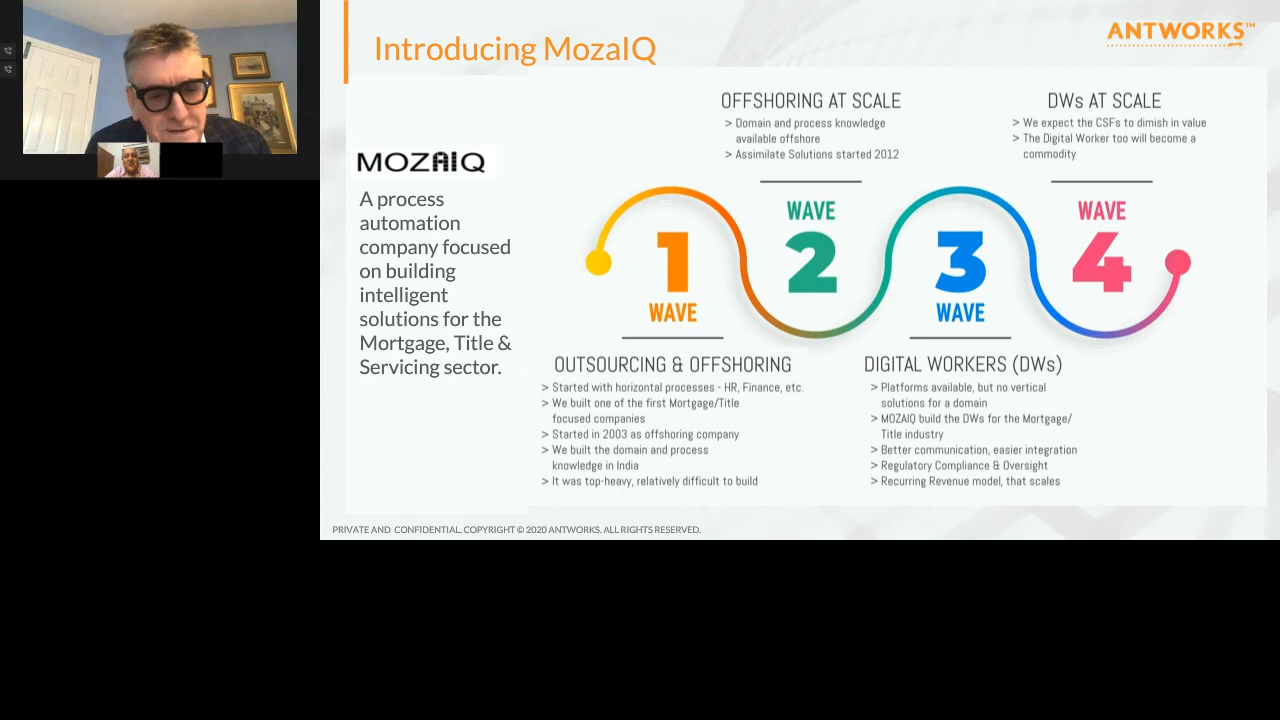 Introducing MozaIQ
ANTWORKS™
MOZAIQ
A process
automation
company focused
on building
intelligent
solutions for the
Mortgage, Title &
Servicing sector.
OFFSHORING AT SCALE
> Domain and process knowledge
available offshore
> Assimilate Solutions started 2012
DWs AT SCALE
> We expect the CSFs to dimish in value
> The Digital Worker too will become a
commodity
1
WAVE
WAVE
2
3
WAVE
WAVE
4
OUTSOURCING & OFFSHORING
> Started with horizontal processes - HR, Finance, etc.
> We built one of the first Mortgage/Title
focused companies
> Started in 2003 as offshoring company
> We built the domain and process
knowledge in India
> It was top-heavy, relatively difficult to build
DIGITAL WORKERS (DWs)
> Platforms available, but no vertical
solutions for a domain
> MOZAIQ build the DWs for the Mortgage/
Title industry
> Better communication, easier integration
> Regulatory Compliance & Oversight
> Recurring Revenue model, that scales
PRIVATE AND CONFIDENTIAL. COPYRIGHT © 2020 ANTWORKS. ALL RIGHTS RESERVED.